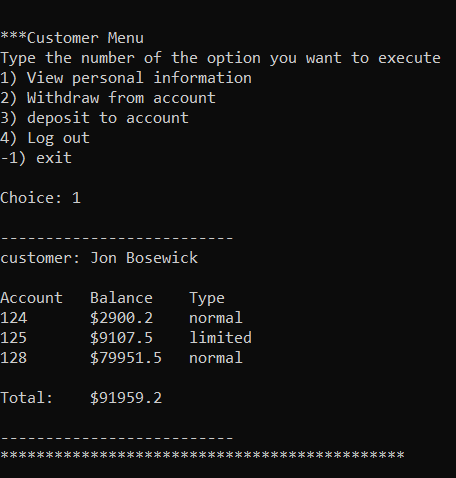 ***Customer Menu
Type the number of the option you want to execute
1) View personal information
2) Withdraw from account
3) deposit to account
4) Log out
-1) exit
Choice: 1
--------------------------
customer: Jon Bosewick
Account   Balance    Type
124       $2900.2    normal
125       $9107.5    limited
128       $79951.5   normal
Total:    $91959.2
--------------------------
*********************************************